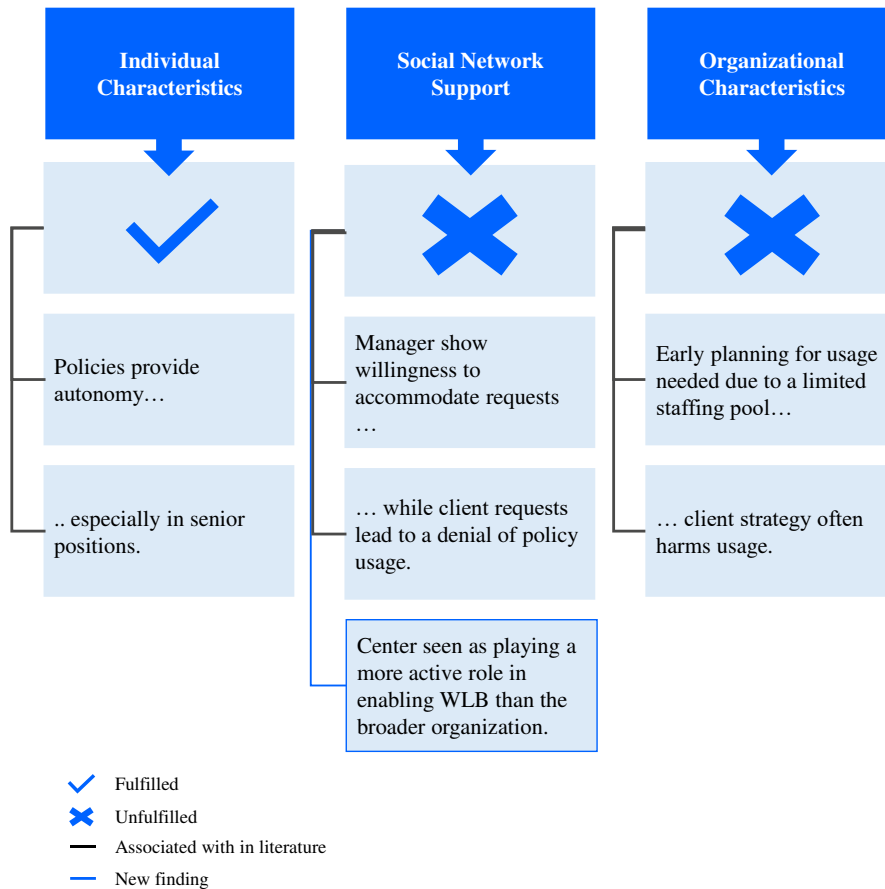 Individual
Characteristics
Social Network
Support
Organizational
Characteristics
Policies provide
autonomy…
.. especially in senior
positions.
Manager show
willingness to
accommodate requests
…
… while client requests
lead to a denial of policy
usage.
Center seen as playing a
more active role in
enabling WLB than the
broader organization.
Early planning for usage
needed due to a limited
staffing pool…
… client strategy often
harms usage.
Fulfilled
Unfulfilled
Associated with in literature
New finding